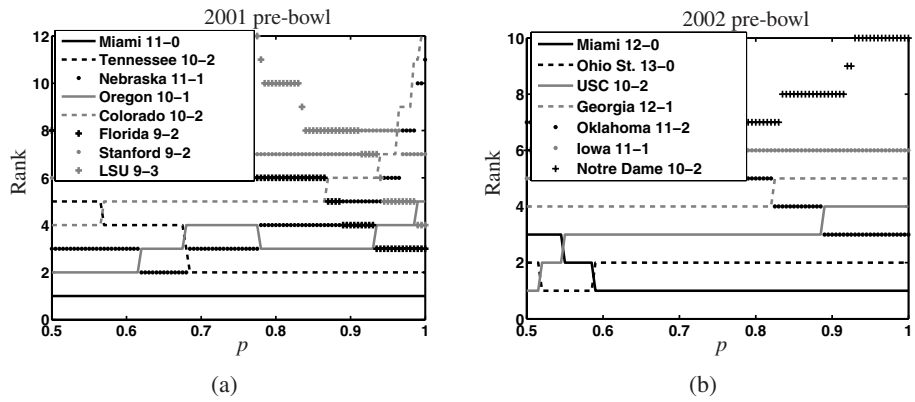 2001 pre-bowl
12
10
8
6
4
2
0
Rank
Miami 11−0
Tennessee 10−2
Nebraska 11−1
Oregon 10−1
Colorado 10−2
Florida 9−2
Stanford 9−2
LSU 9−3
0.5 0.6 0.7 0.8 0.9 1
p
(a)
2002 pre-bowl
10
8
6
4
2
0
Rank
Miami 12−0
Ohio St. 13−0
USC 10−2
Georgia 12−1
Oklahoma 11−2
Iowa 11−1
Notre Dame 10−2
0.5 0.6 0.7 0.8 0.9 1
p
(b)